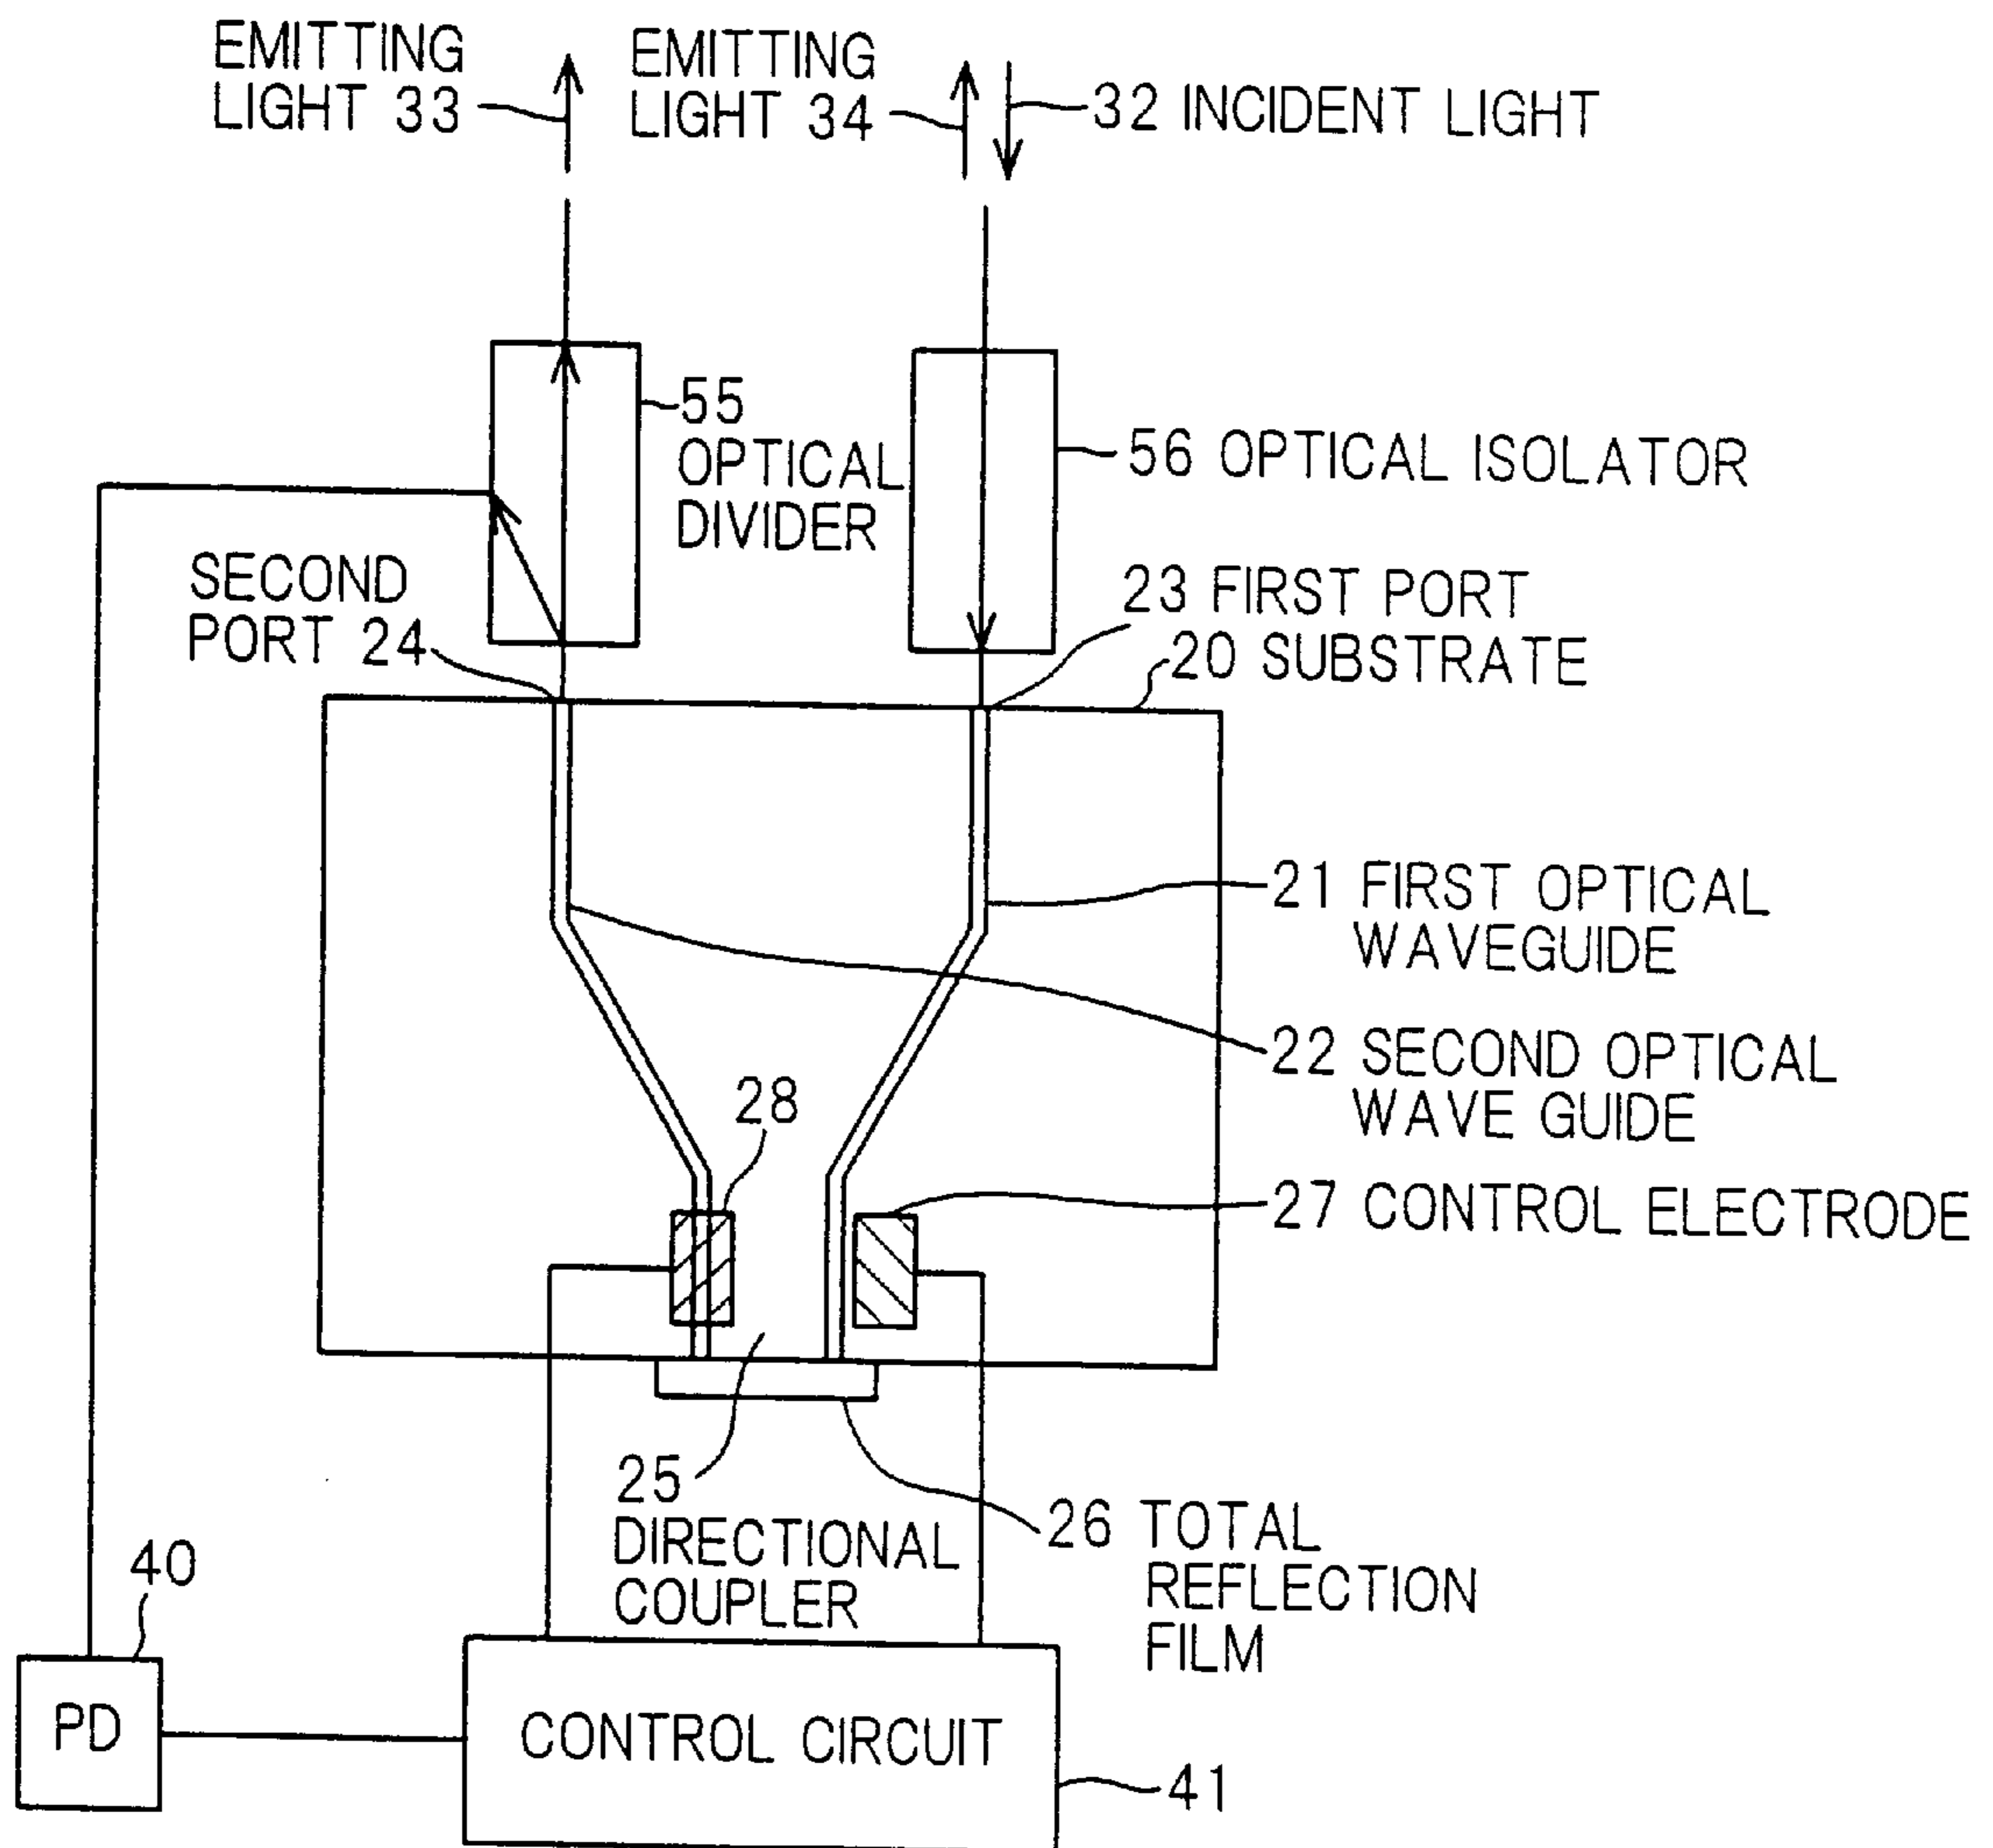 EMITTING
LIGHT 33
EMITTING
LIGHT 34
32 INCIDENT LIGHT
55
OPTICAL
DIVIDER
56 OPTICAL ISOLATOR
SECOND
PORT 24
23 FIRST PORT
20 SUBSTRATE
21 FIRST OPTICAL
WAVEGUIDE
22 SECOND OPTICAL
WAVE GUIDE
28
27 CONTROL ELECTRODE
25
DIRECTIONAL
COUPLER
26 TOTAL
REFLECTION
FILM
40
PD
CONTROL CIRCUIT
41